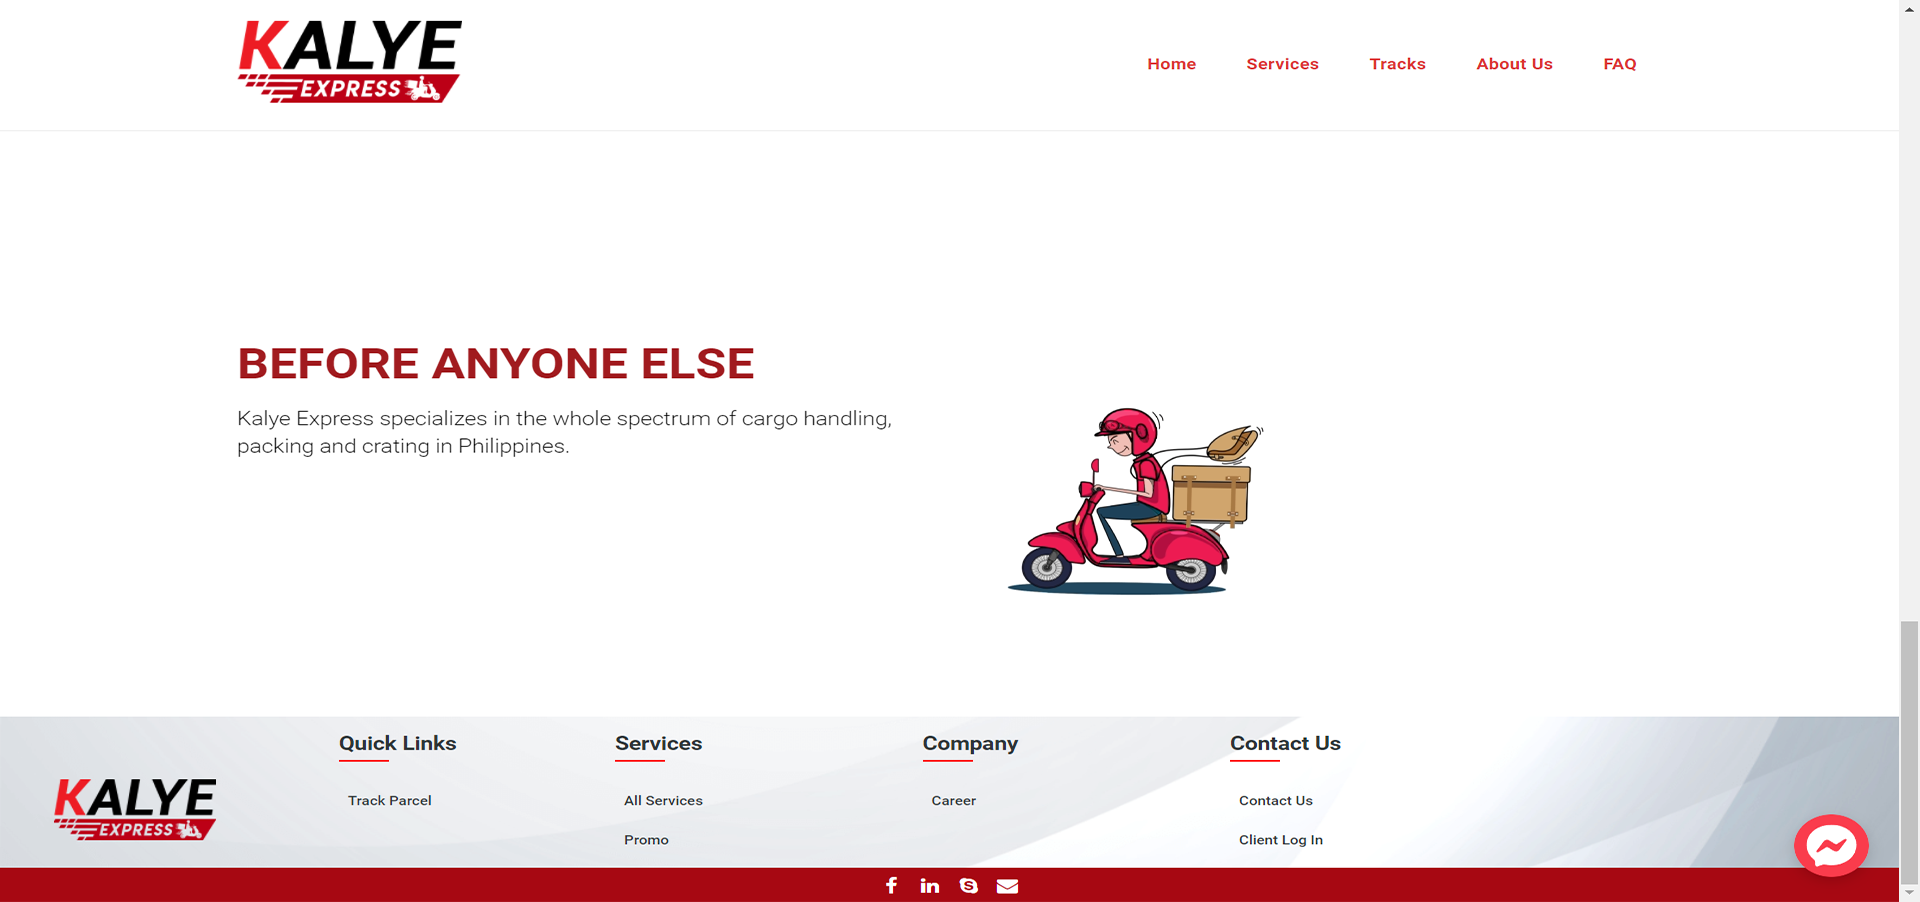 KALYE
EXPRESS
Home
Services
Tracks
About Us
FAQ
BEFORE ANYONE ELSE
Kalye Express specializes in the whole spectrum of cargo handling,
packing and crating in Philippines.
KALYE
EXPRESS
Quick Links
Track Parcel
Services
All Services
Promo
Company
Career
Contact Us
Contact Us
Client Log In